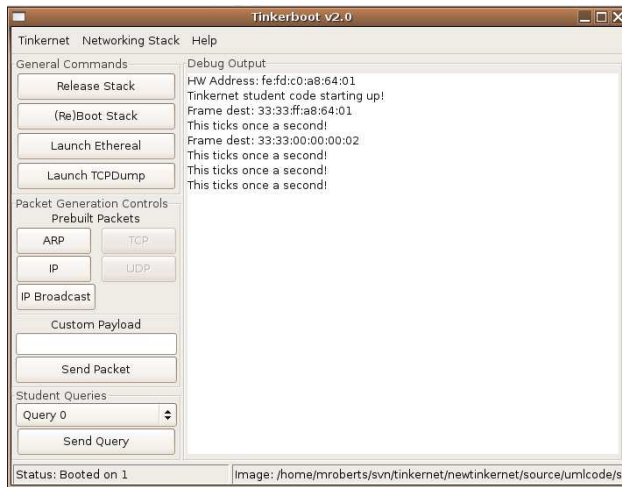 Tinkerboot v2.0
Tinkernet Networking Stack Help
General Commands
Release Stack
(Re)Boot Stack
Launch Ethereal
Launch TCPDump
Packet Generation Controls
Prebuilt Packets
ARP TCP
IP UDP
IP Broadcast
Custom Payload
Send Packet
Student Queries
Query 0
Send Query
Debug Output
HW Address: fe:fd:c0:a8:64:01
Tinkernet student code starting up!
Frame dest: 33:33:ff:a8:64:01
This ticks once a second!
Frame dest: 33:33:00:00:00:02
This ticks once a second!
This ticks once a second!
This ticks once a second!
Status: Booted on 1
Image: /home/mroberts/svn/tinkernet/newtinkernet/source/umlcode/s